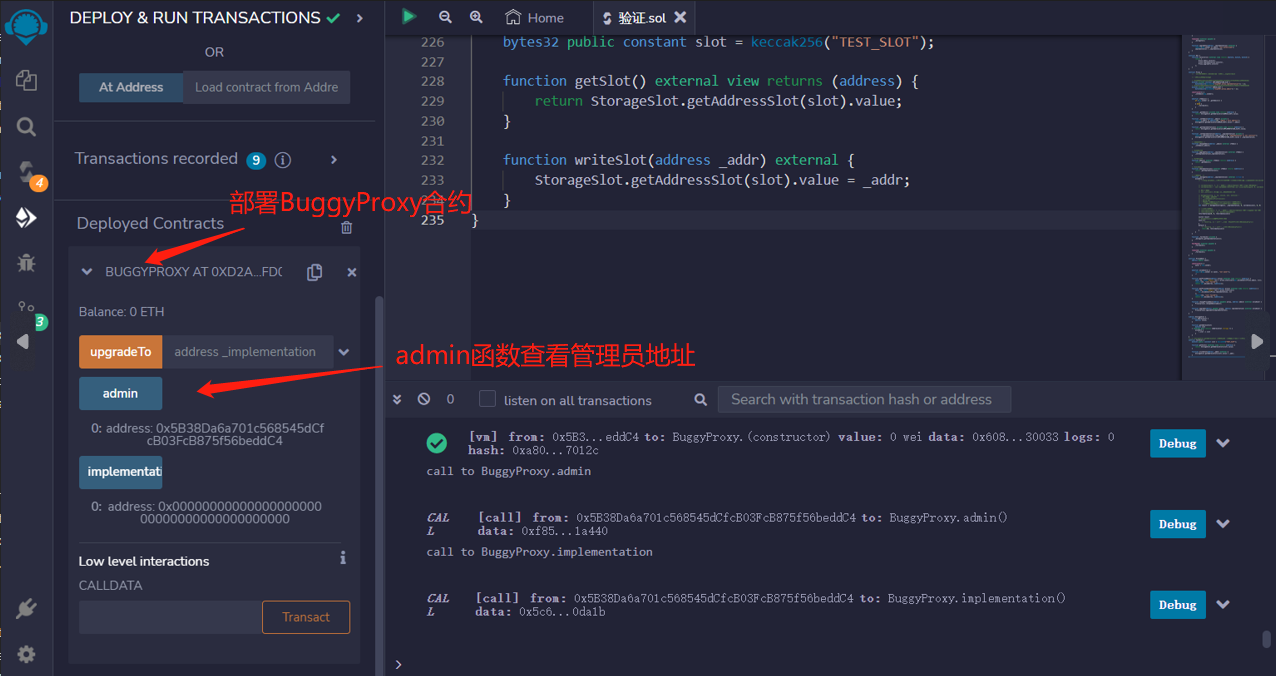 DEPLOY & RUN TRANSACTIONS
OR
At Address
Load contract from Addre
Transactions recorded 9 i
部署BuggyProxy合约
Deployed Contracts
BUGGYPROXY AT 0XD2A...FD(
Balance: 0 ETH
upgradeTo
address _implementation
admin函数查看管理员地址
admin
0: address: 0x5B38Da6a701c568545dCf
cB03FcB875f56beddC4
implementati
0: address: 0x00000000000000000000
00000000000000000000
Low level interactions
i
CALLDATA
Transact
4
3
Home
验证.sol
226 bytes32 public constant slot = keccak256("TEST_SLOT");
227
228 function getSlot() external view returns (address) {
229 return StorageSlot.getAddressSlot(slot).value;
230 }
231
232 function writeSlot(address _addr) external {
233 StorageSlot.getAddressSlot(slot).value = _addr;
234 }
235 }
0
listen on all transactions
Search with transaction hash or address
[vm] from: 0x5B3...eddC4 to: BuggyProxy.(constructor) value: 0 wei data: 0x608...30033 logs: 0
hash: 0xa80...7012c
Debug
call to BuggyProxy.admin
CAL
L
[call] from: 0x5B38Da6a701c568545dCfcB03FcB875f56beddC4 to: BuggyProxy.admin()
data: 0xf85...1a440
Debug
call to BuggyProxy.implementation
CAL
L
[call] from: 0x5B38Da6a701c568545dCfcB03FcB875f56beddC4 to: BuggyProxy.implementation()
data: 0x5c6...0da1b
Debug
>